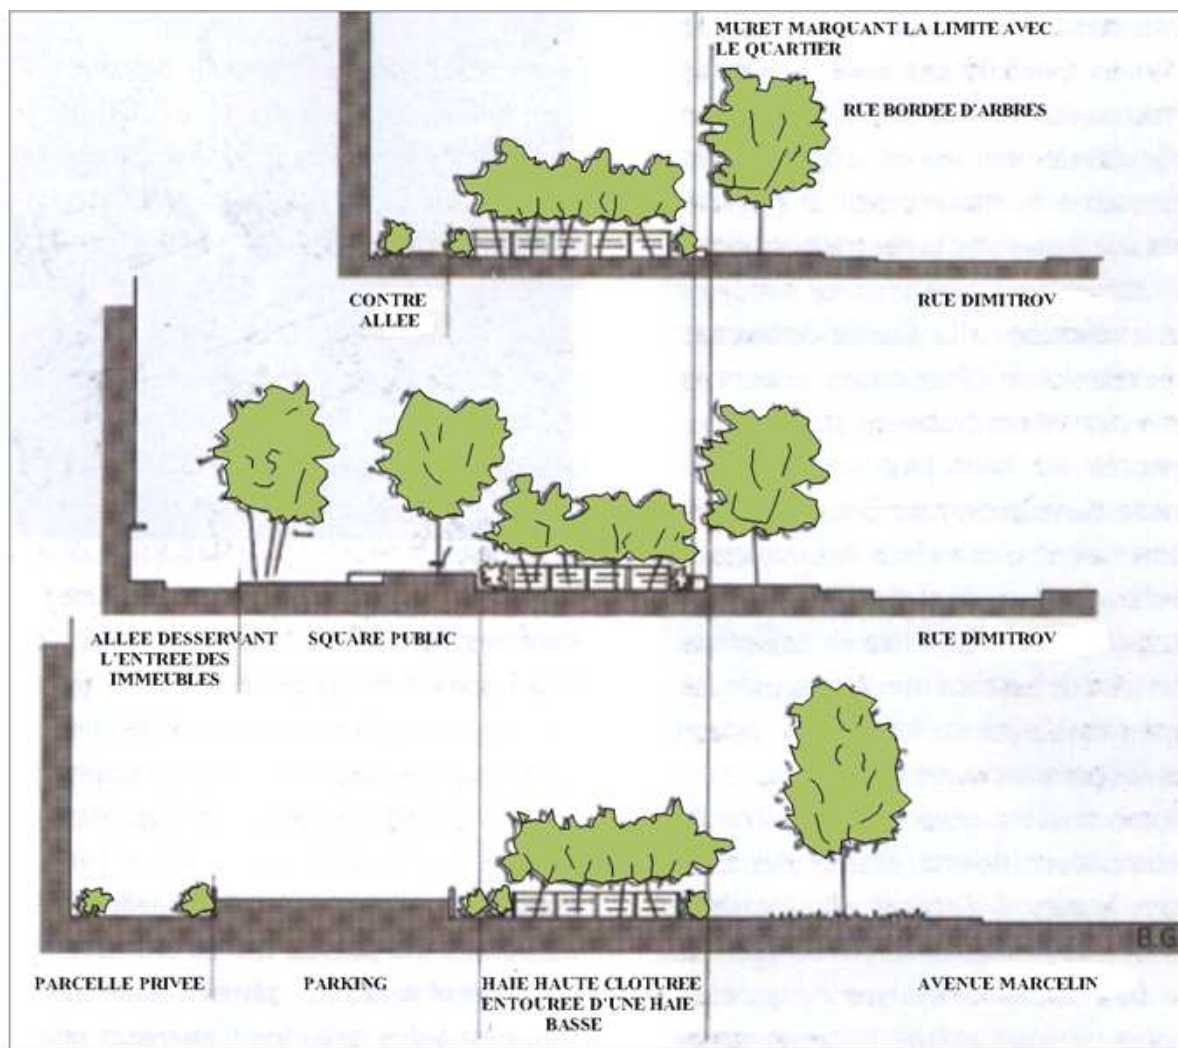 MURET MARQUANT LA LIMITE AVEC
LE QUARTIER
RUE BORDEE D'ARBRES
CONTRE
ALLEE
RUE DIMITROV
ALLEE DESSERVANT
L'ENTREE DES
IMMEUBLES
SQUARE PUBLIC
RUE DIMITROV
PARCELLE PRIVEE
PARKING
HAIE HAUTE CLOTUREE
ENTOUREE D'UNE HAIE
BASSE
AVENUE MARCELIN
B.G